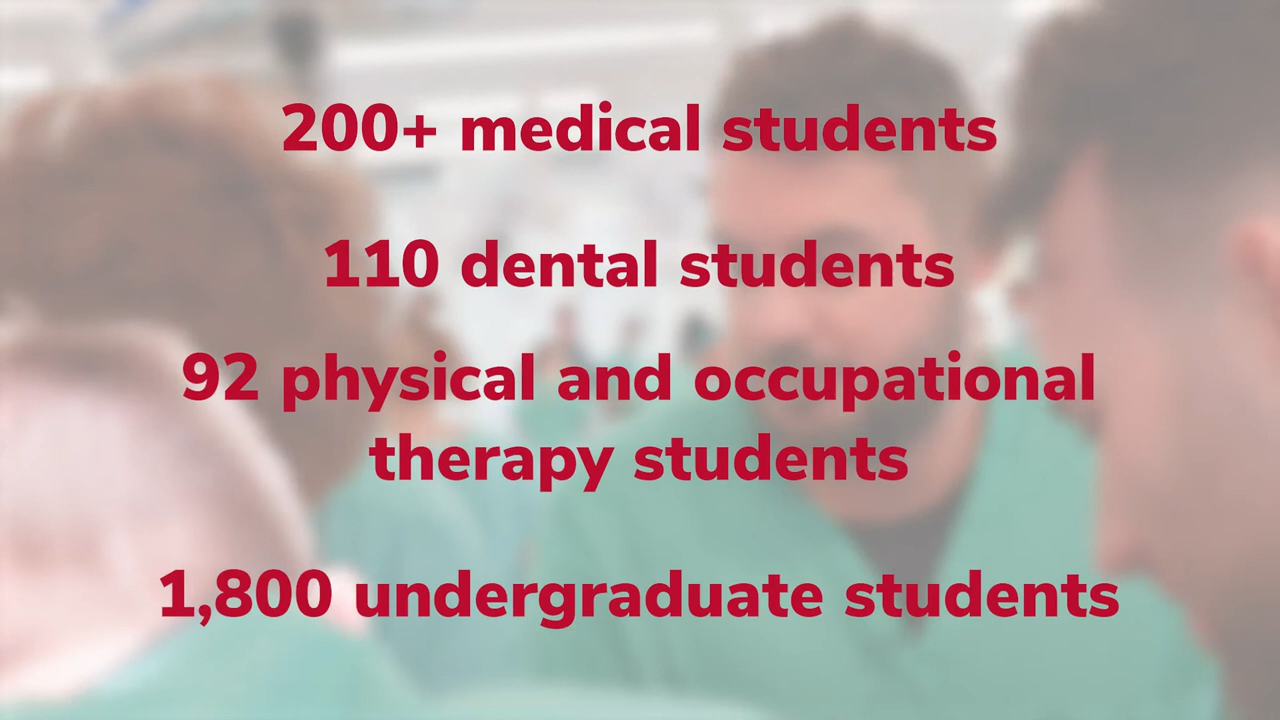 200+ medical students
110 dental students
92 physical and occupational
therapy students
1,800 undergraduate students